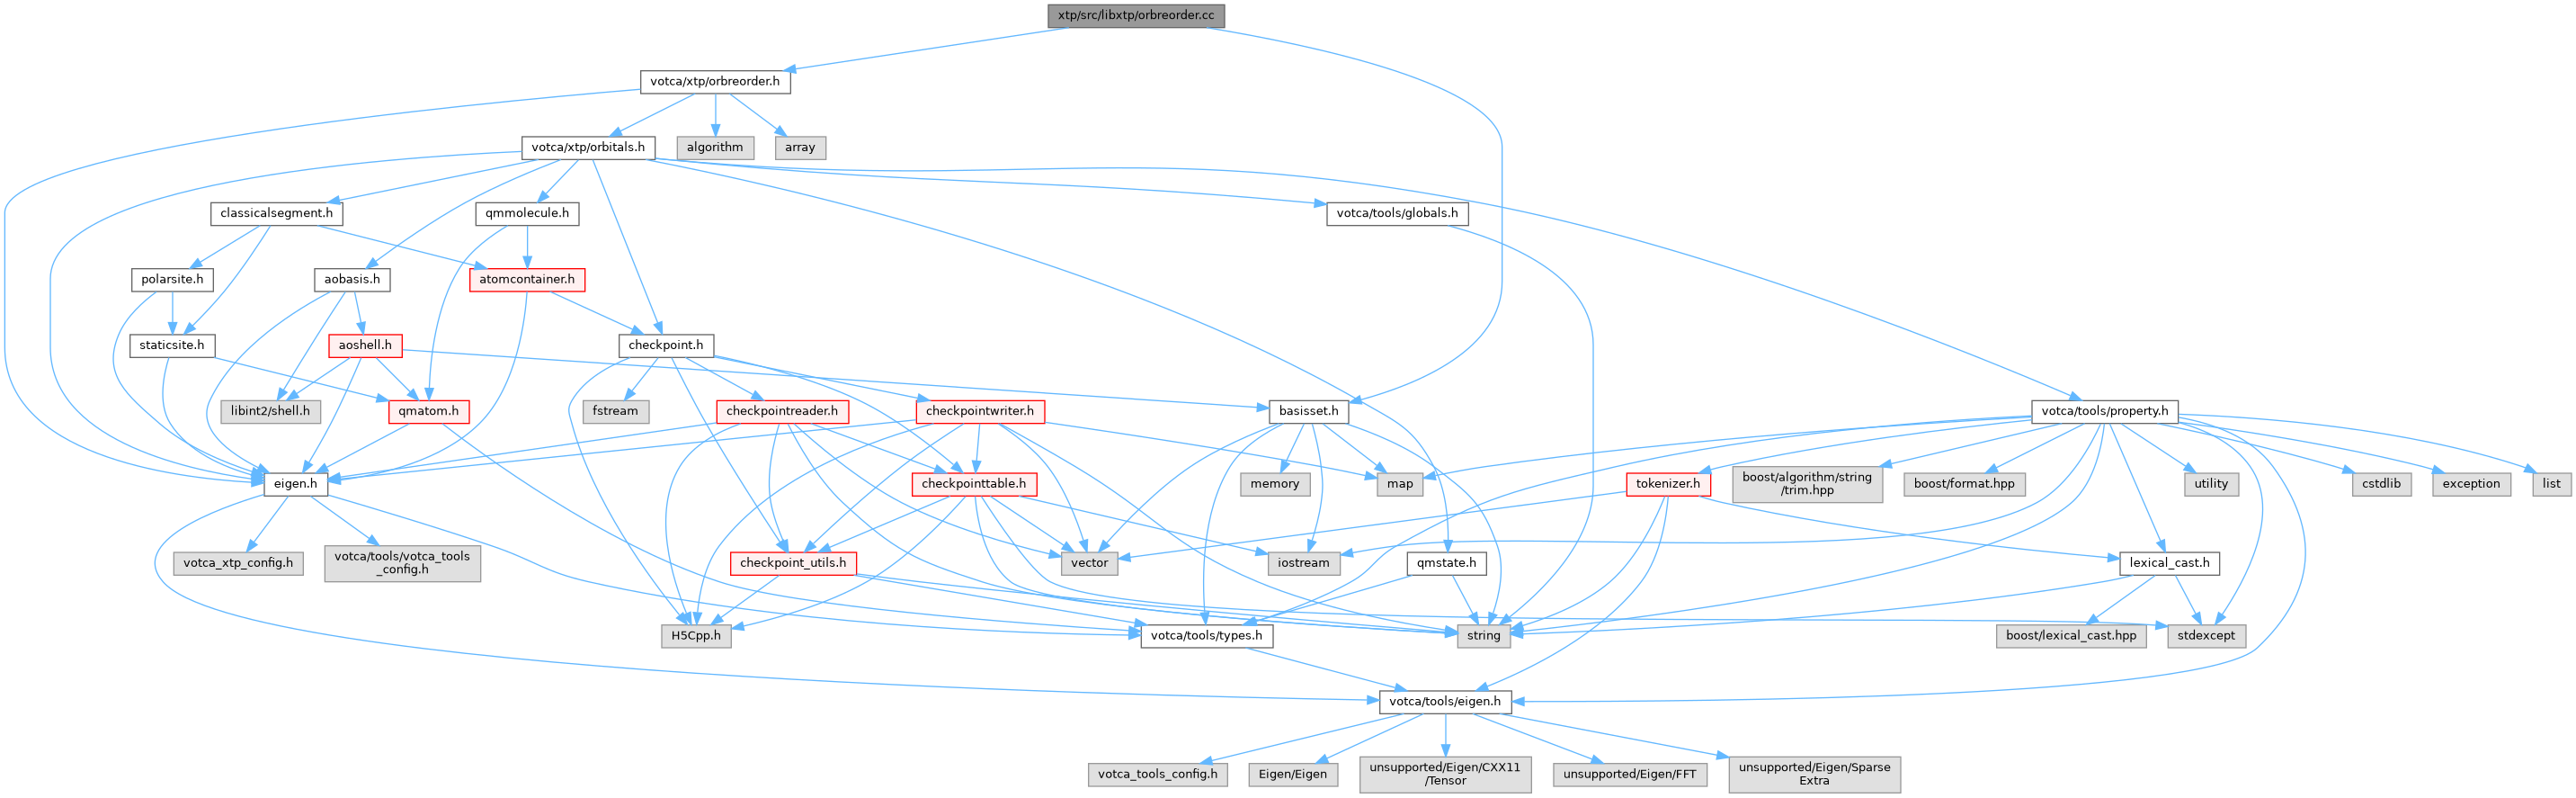 xtp/src/libxtp/orbreorder.cc
votca/xtp/orbreorder.h
votca/xtp/orbitals.h
algorithm
array
classicalsegment.h
qmmolecule.h
votca/tools/globals.h
polarsite.h
aobasis.h
atomcontainer.h
staticsite.h
aoshell.h
checkpoint.h
libint2/shell.h
qmatom.h
fstream
checkpointreader.h
checkpointwriter.h
basisset.h
votca/tools/property.h
eigen.h
checkpointtable.h
memory
map
tokenizer.h
boost/algorithm/string
/trim.hpp
boost/format.hpp
utility
cstdlib
exception
list
votca_xtp_config.h
votca/tools/votca_tools
_config.h
checkpoint_utils.h
vector
iostream
qmstate.h
lexical_cast.h
H5Cpp.h
votca/tools/types.h
string
boost/lexical_cast.hpp
stdexcept
votca/tools/eigen.h
votca_tools_config.h
Eigen/Eigen
unsupported/Eigen/CXX11
/Tensor
unsupported/Eigen/FFT
unsupported/Eigen/Sparse
Extra